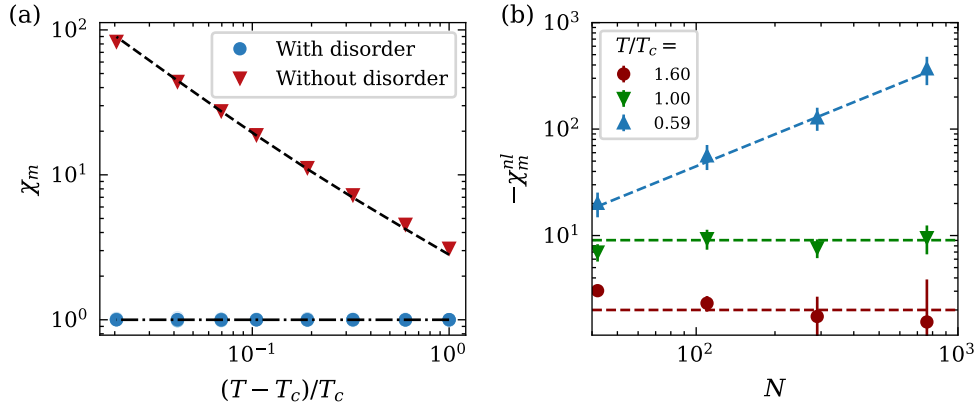 (a)
χ_m
10^2
10^1
10^0
With disorder
Without disorder
10^{-1}
10^0
(T − T_c)/T_c
(b)
−χ_m^{nl}
10^3
10^2
10^1
T/T_c =
1.60
1.00
0.59
10^2
10^3
N